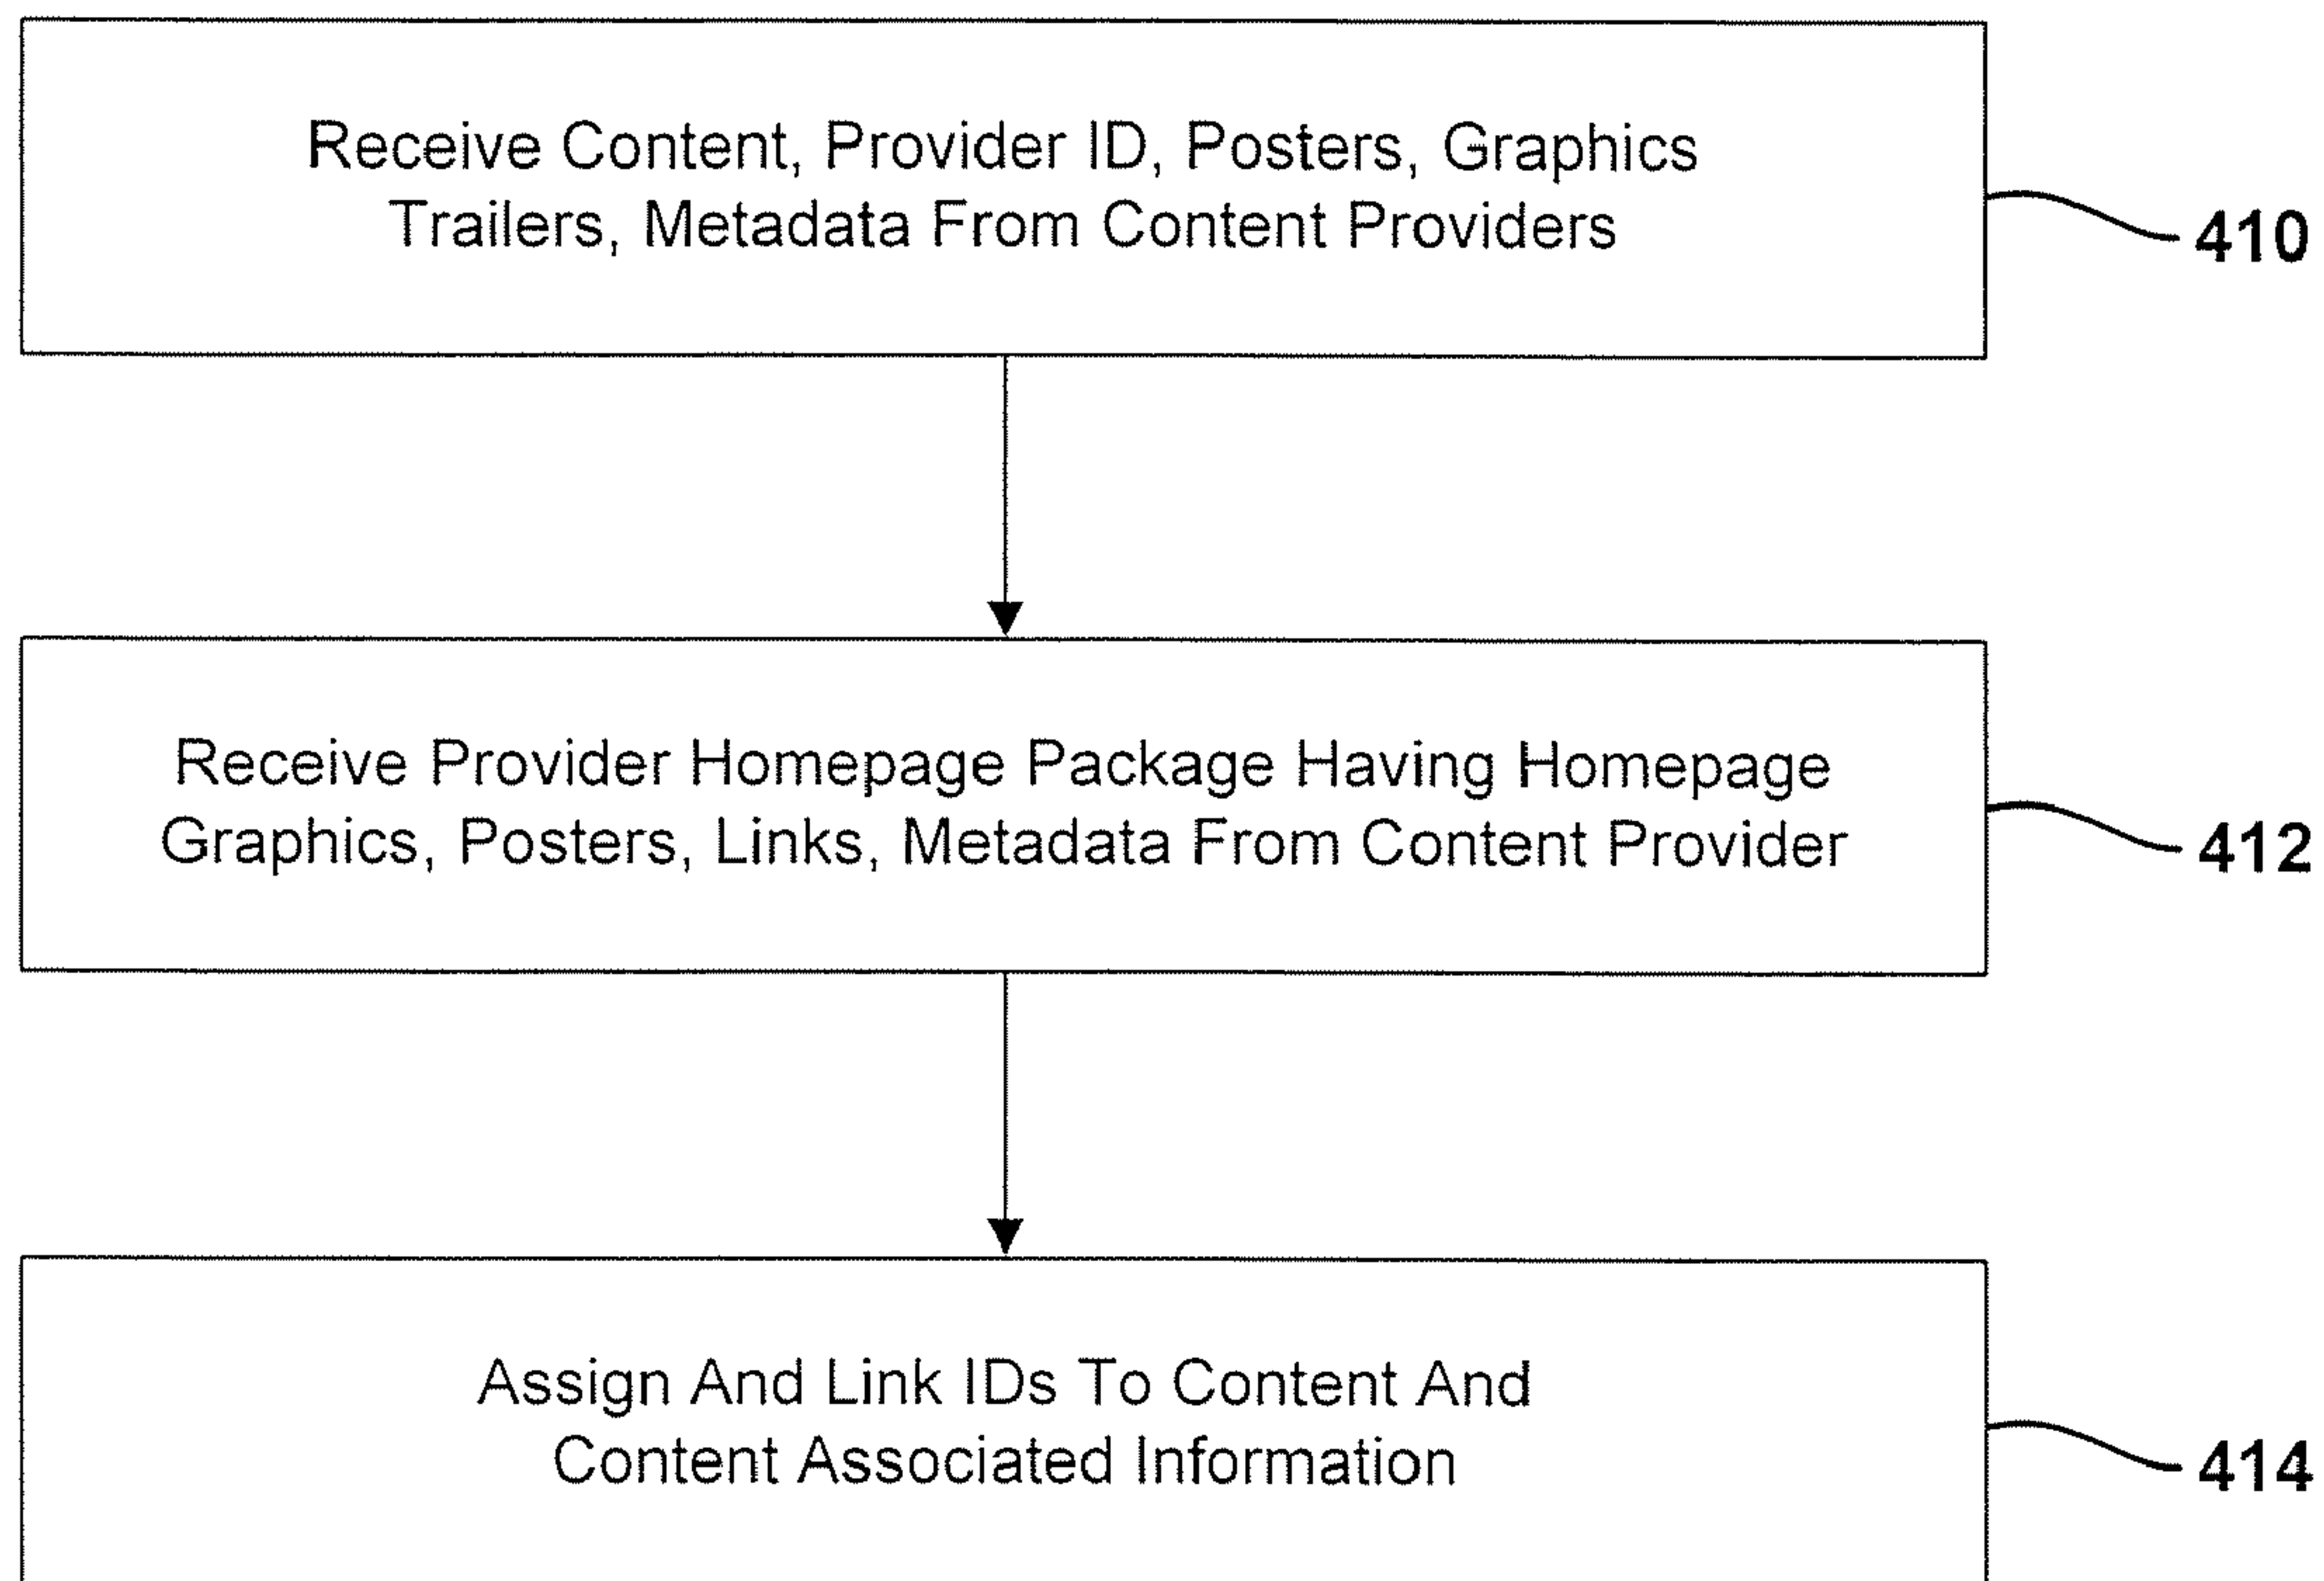 Receive Content, Provider ID, Posters, Graphics
Trailers, Metadata From Content Providers
410
Receive Provider Homepage Package Having Homepage
Graphics, Posters, Links, Metadata From Content Provider
412
Assign And Link IDs To Content And
Content Associated Information
414